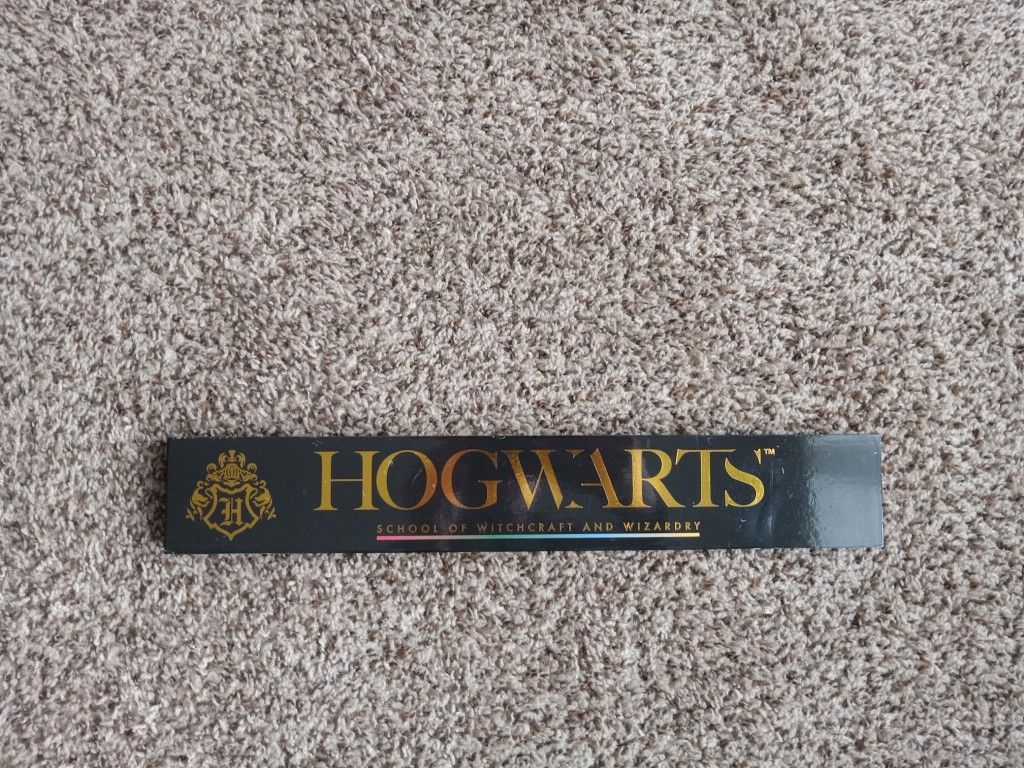 H
HOGWARTS™
SCHOOL OF WITCHCRAFT AND WIZARDRY